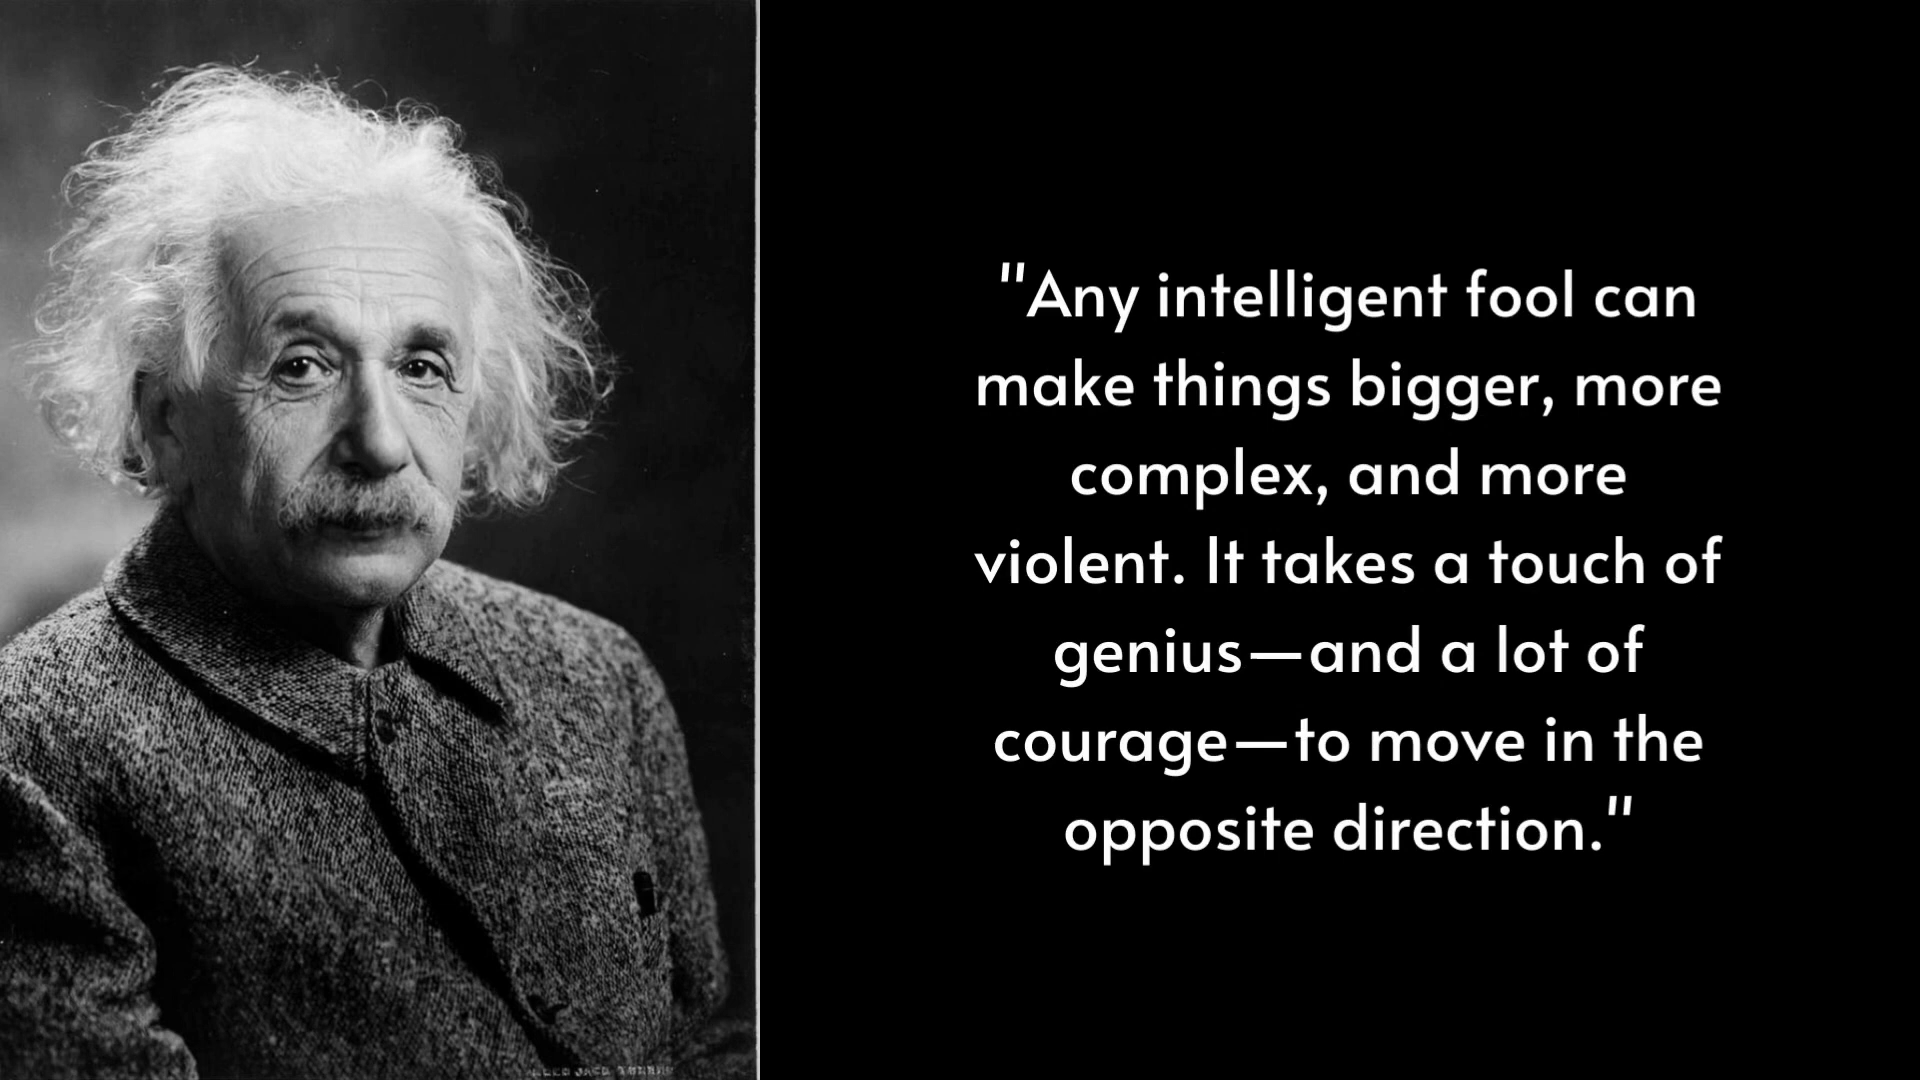 "Any intelligent fool can
make things bigger, more
complex, and more
violent. It takes a touch of
genius—and a lot of
courage—to move in the
opposite direction."